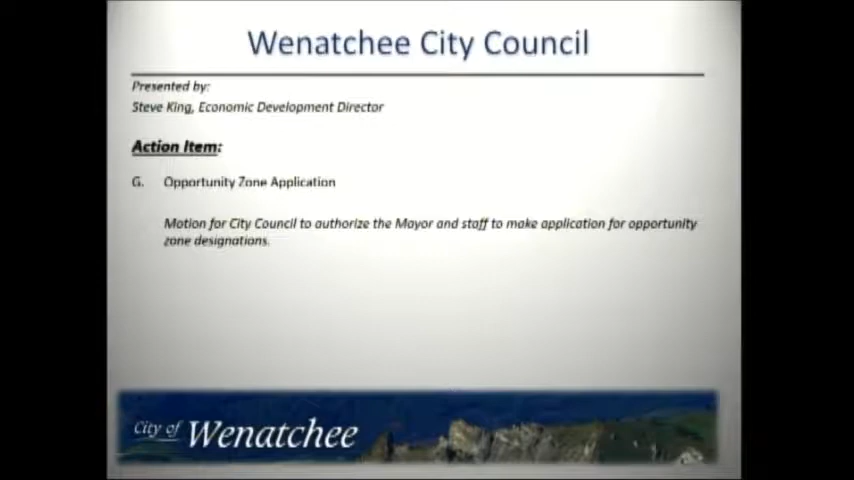 Wenatchee City Council
Presented by:
Steve King, Economic Development Director
Action Item:
G. Opportunity Zone Application
Motion for City Council to authorize the Mayor and staff to make application for opportunity
zone designations.
City of Wenatchee